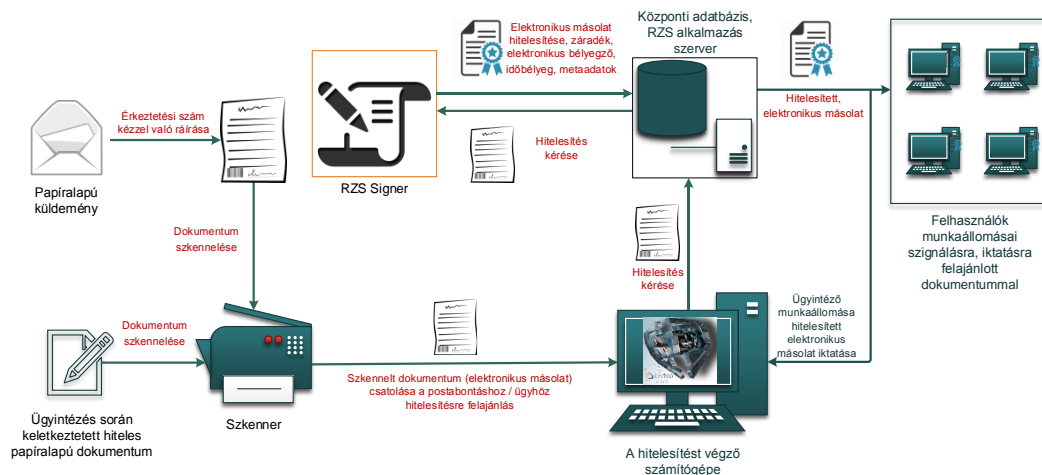 Elektronikus másolat
hitelesítése, záradék,
elektronikus bélyegző,
időbélyeg, metaadatok
Központi adatbázis,
RZS alkalmazás
szerver
Érkeztetési szám
kézzel való ráírása
Hitelesített,
elektronikus másolat
Hitelesítés
kérése
Papíralapú
küldemény
RZS Signer
Felhasználók
munkaállomásai
szignálásra, iktatásra
felajánlott
dokumentummal
Dokumentum
szkennelése
Hitelesítés
kérése
Ügyintéző
munkaállomása
hitelesített
elektronikus
másolat iktatása
Dokumentum
szkennelése
Szkennelt dokumentum (elektronikus másolat)
csatolása a postabontáshoz / ügyhöz
hitelesítésre felajánlás
Ügyintézés során
keletkeztetett hiteles
papíralapú dokumentum
Szkenner
A hitelesítést végző
számítógépe